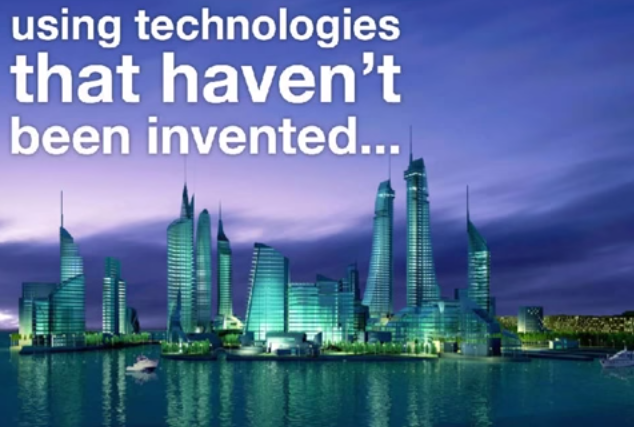 using technologies
that haven't
been invented...